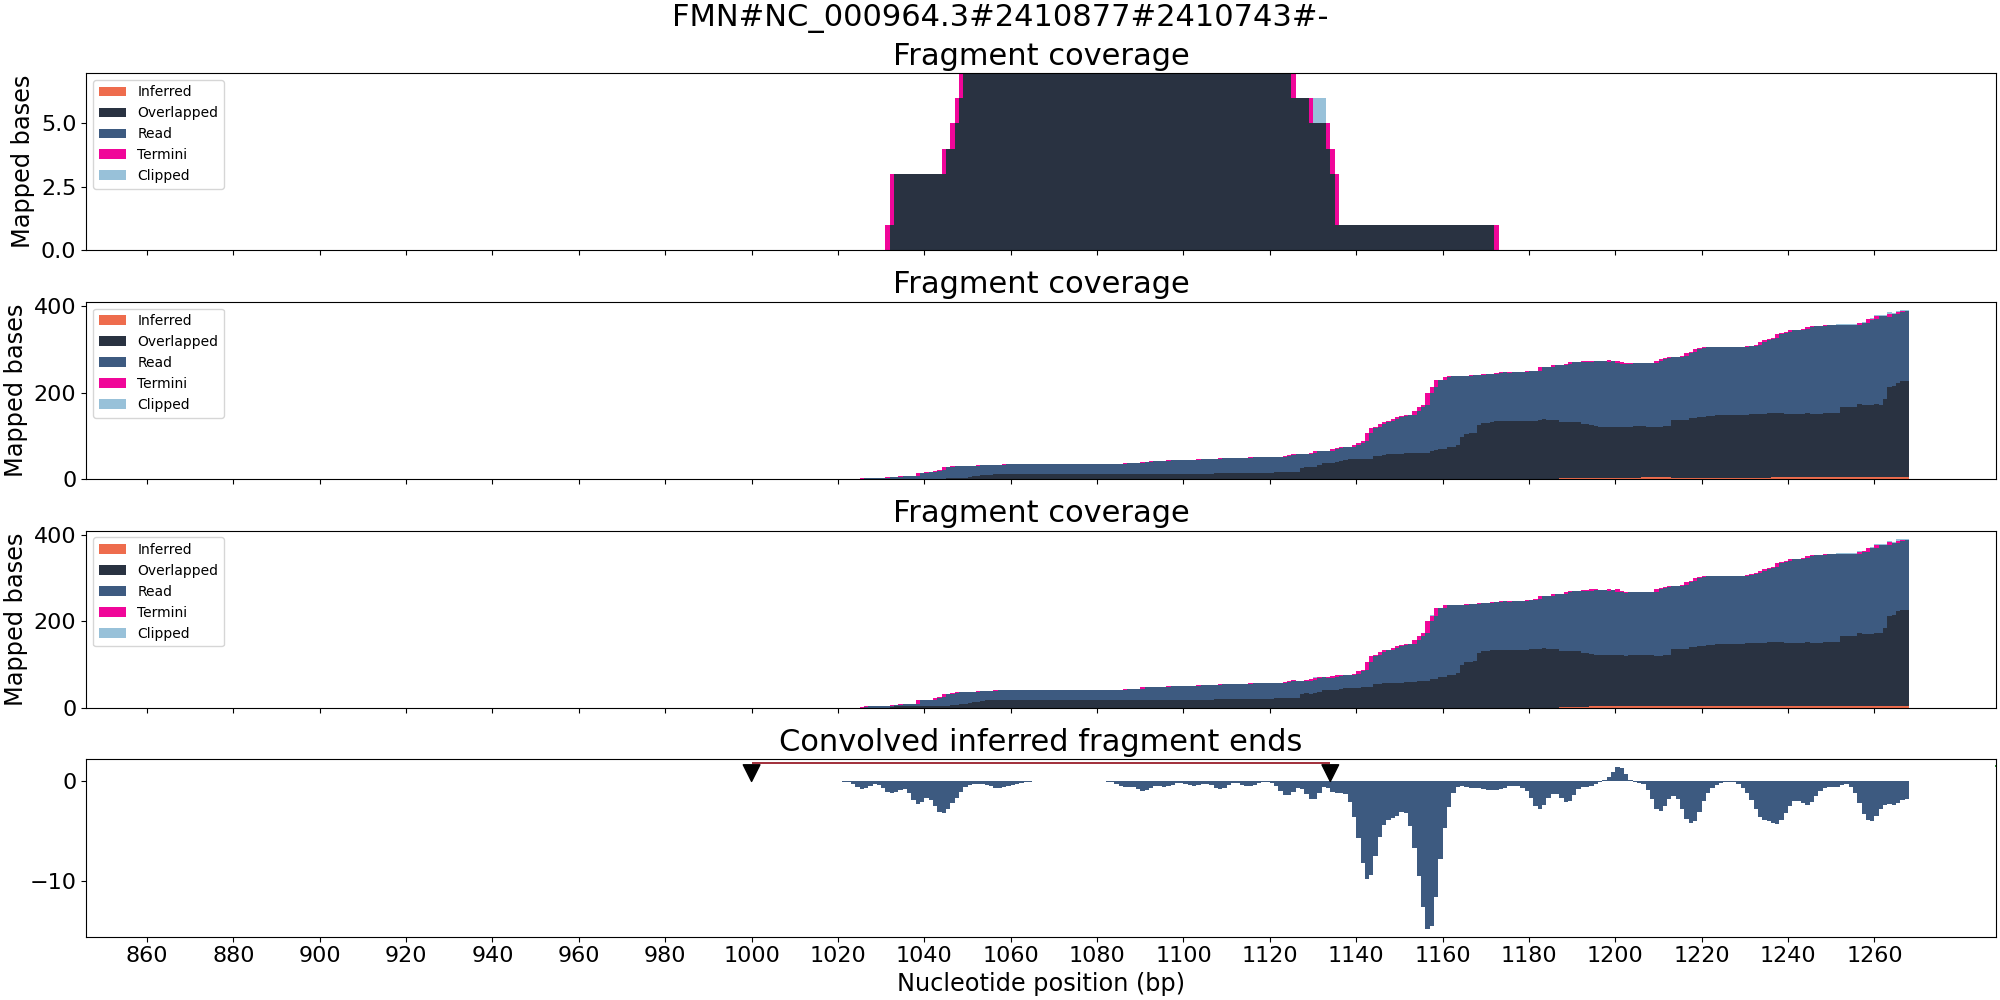 FMN#NC_000964.3#2410877#2410743#-
Fragment coverage
Mapped bases
5.0
2.5
0.0
Inferred
Overlapped
Read
Termini
Clipped
Fragment coverage
Mapped bases
400
200
0
Inferred
Overlapped
Read
Termini
Clipped
Fragment coverage
Mapped bases
400
200
0
Inferred
Overlapped
Read
Termini
Clipped
Convolved inferred fragment ends
0
−10
860 880 900 920 940 960 980 1000 1020 1040 1060 1080 1100 1120 1140 1160 1180 1200 1220 1240 1260
Nucleotide position (bp)